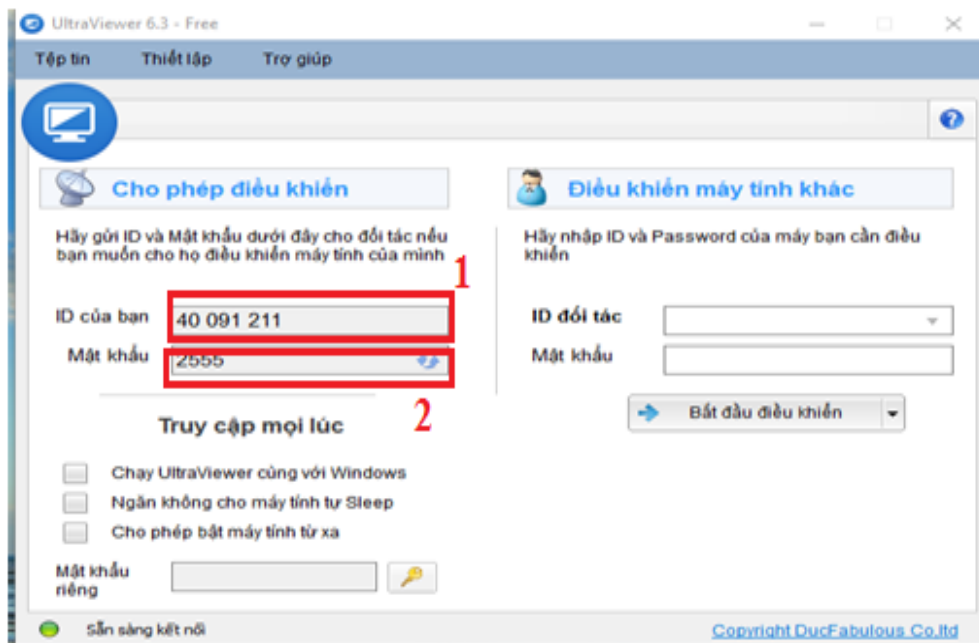 UltraViewer 6.3 - Free
Tệp tin Thiết lập Trợ giúp
Cho phép điều khiển
Hãy gửi ID và Mật khẩu dưới đây cho đối tác nếu
bạn muốn cho họ điều khiển máy tính của mình
1
ID của bạn 40 091 211
Mật khẩu 2555
2
Truy cập mọi lúc
Chạy UltraViewer cùng với Windows
Ngăn không cho máy tính tự Sleep
Cho phép bật máy tính từ xa
Mật khẩu
riêng
Điều khiển máy tính khác
Hãy nhập ID và Password của máy bạn cần điều
khiển
ID đối tác
Mật khẩu
Bắt đầu điều khiển
Sẵn sàng kết nối
Copyright DucFabulous Co.ltd